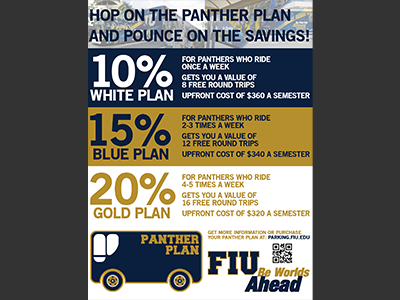 HOP ON THE PANTHER PLAN
AND POUNCE ON THE SAVINGS!
10%
WHITE PLAN
FOR PANTHERS WHO RIDE
ONCE A WEEK
GETS YOU A VALUE OF
8 FREE ROUND TRIPS
UPFRONT COST OF $360 A SEMESTER
15%
BLUE PLAN
FOR PANTHERS WHO RIDE
2-3 TIMES A WEEK
GETS YOU A VALUE OF
12 FREE ROUND TRIPS
UPFRONT COST OF $340 A SEMESTER
20%
GOLD PLAN
FOR PANTHERS WHO RIDE
4-5 TIMES A WEEK
GETS YOU A VALUE OF
16 FREE ROUND TRIPS
UPFRONT COST OF $320 A SEMESTER
PANTHER
PLAN
GET MORE INFORMATION OR PURCHASE
YOUR PANTHER PLAN AT: PARKING.FIU.EDU
FIU
Be Worlds
Ahead